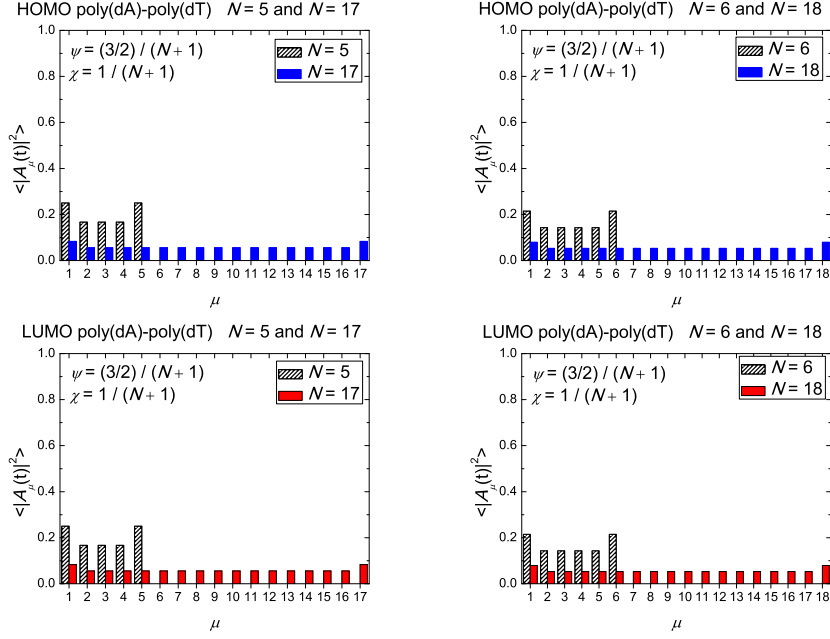 HOMO poly(dA)-poly(dT) N = 5 and N = 17
ψ = (3/2) / (N + 1)
χ = 1 / (N + 1)
N = 5
N = 17
1.0
0.8
0.6
0.4
0.2
0.0
<|A_μ(t)|²>
1 2 3 4 5 6 7 8 9 10 11 12 13 14 15 16 17
μ
HOMO poly(dA)-poly(dT) N = 6 and N = 18
ψ = (3/2) / (N + 1)
χ = 1 / (N + 1)
N = 6
N = 18
1.0
0.8
0.6
0.4
0.2
0.0
<|A_μ(t)|²>
1 2 3 4 5 6 7 8 9 10 11 12 13 14 15 16 17 18
μ
LUMO poly(dA)-poly(dT) N = 5 and N = 17
ψ = (3/2) / (N + 1)
χ = 1 / (N + 1)
N = 5
N = 17
1.0
0.8
0.6
0.4
0.2
0.0
<|A_μ(t)|²>
1 2 3 4 5 6 7 8 9 10 11 12 13 14 15 16 17
μ
LUMO poly(dA)-poly(dT) N = 6 and N = 18
ψ = (3/2) / (N + 1)
χ = 1 / (N + 1)
N = 6
N = 18
1.0
0.8
0.6
0.4
0.2
0.0
<|A_μ(t)|²>
1 2 3 4 5 6 7 8 9 10 11 12 13 14 15 16 17 18
μ